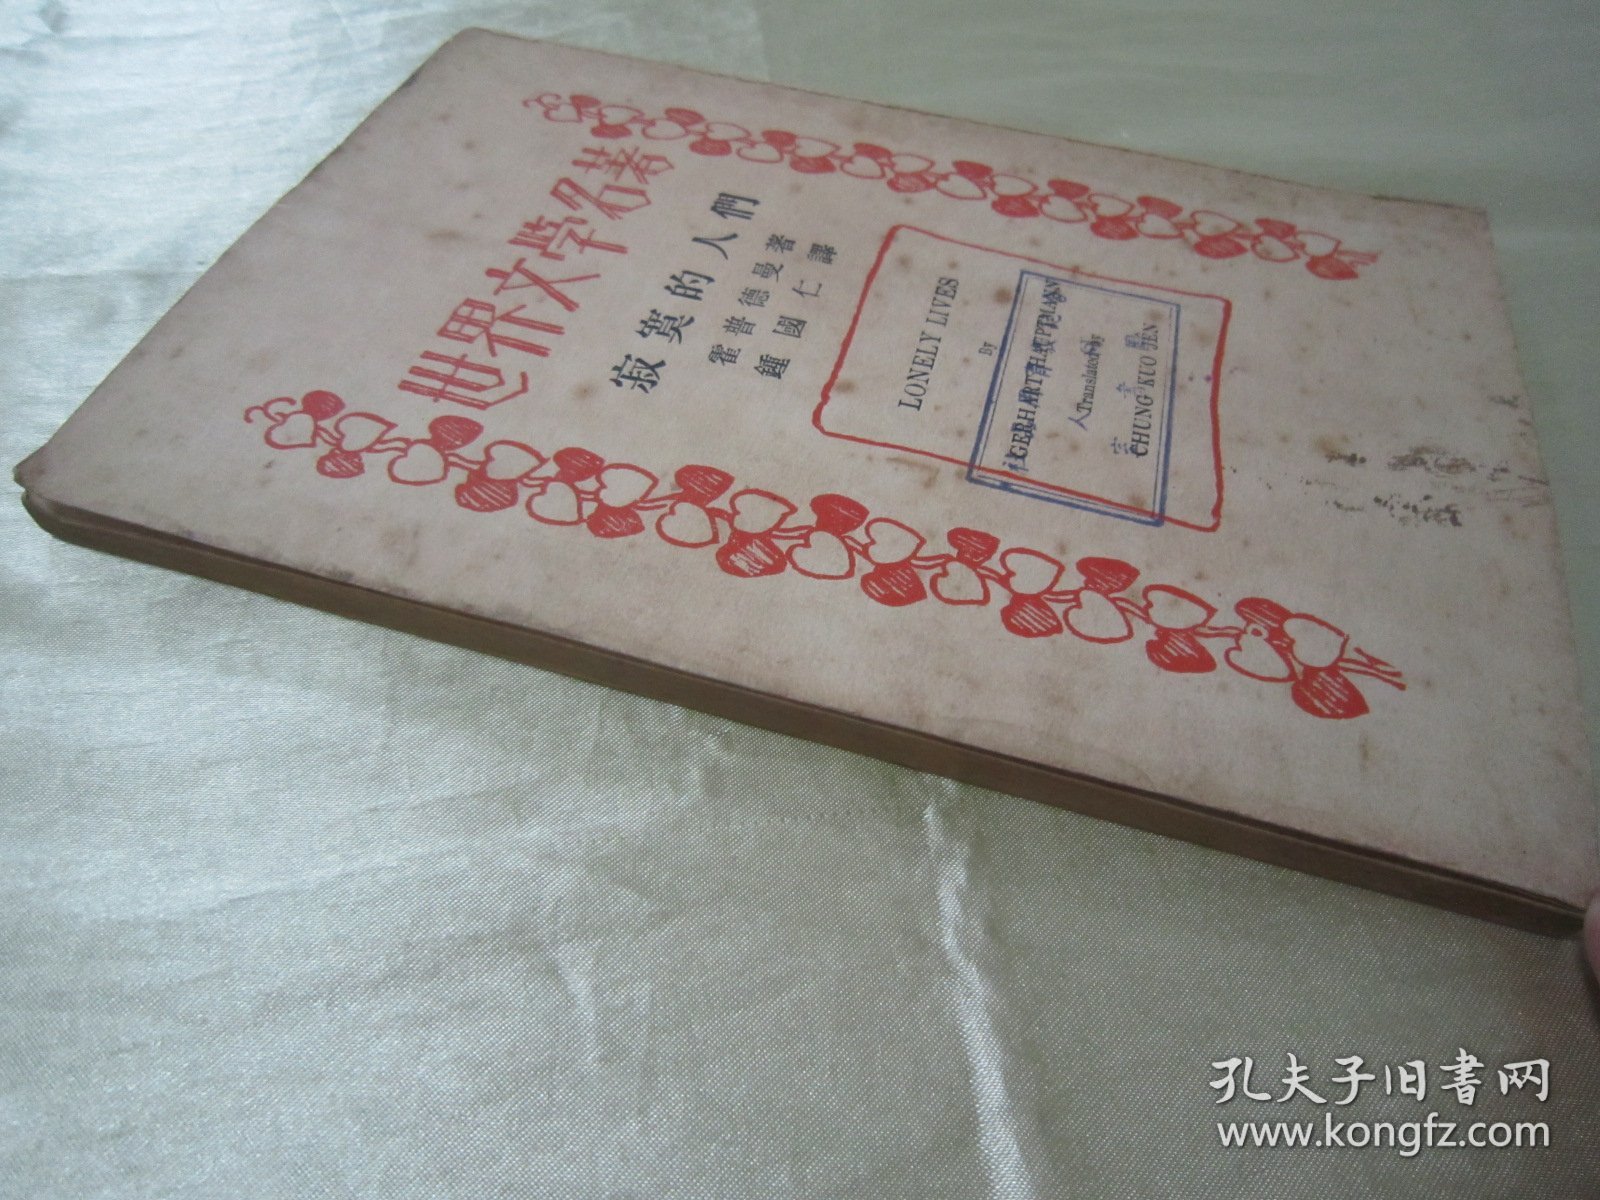 世界文學名著
寂寞的人們
霍普德曼著
鍾國仁譯
LONELY LIVES
By
GERHART HAUPTMANN
Translated by
CHUNG KUO JEN
孔夫子旧書网
www.kongfz.com